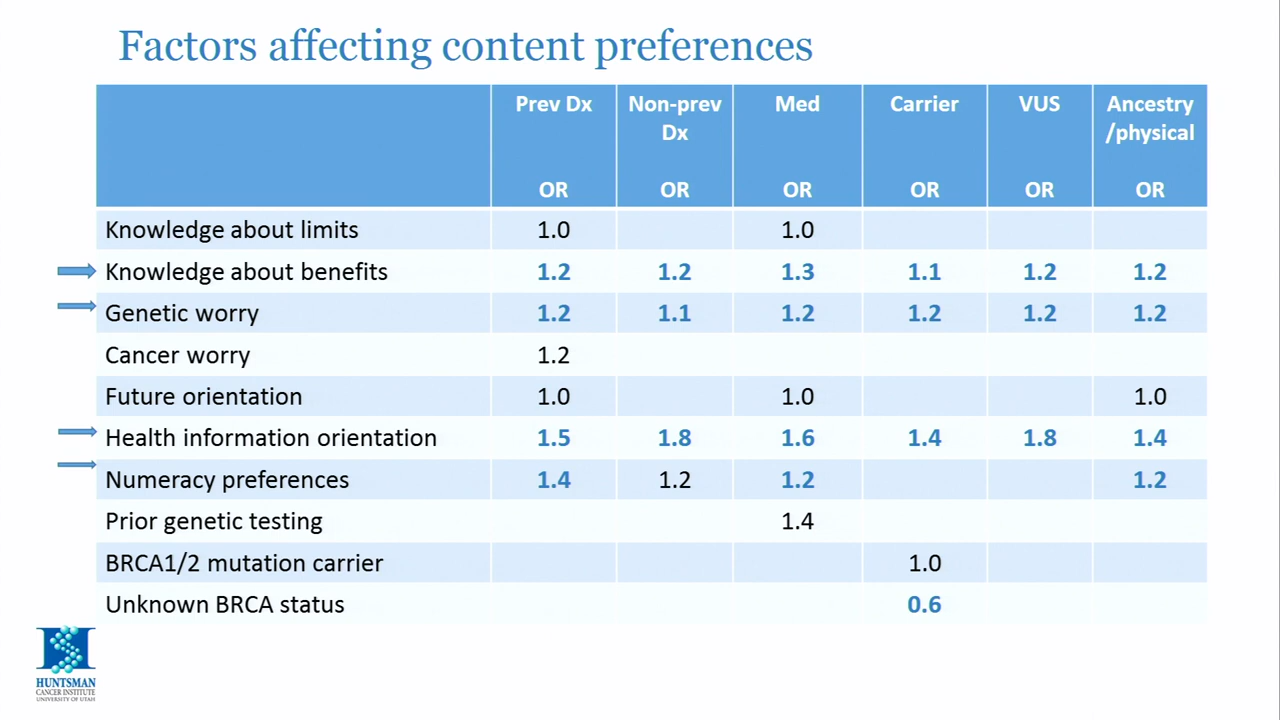 Factors affecting content preferences
Prev Dx Non-prev Dx Med Carrier VUS Ancestry /physical
OR OR OR OR OR OR
Knowledge about limits 1.0 1.0
Knowledge about benefits 1.2 1.2 1.3 1.1 1.2 1.2
Genetic worry 1.2 1.1 1.2 1.2 1.2 1.2
Cancer worry 1.2
Future orientation 1.0 1.0 1.0
Health information orientation 1.5 1.8 1.6 1.4 1.8 1.4
Numeracy preferences 1.4 1.2 1.2 1.2
Prior genetic testing 1.4
BRCA1/2 mutation carrier 1.0
Unknown BRCA status 0.6
HUNTSMAN
CANCER INSTITUTE
UNIVERSITY OF UTAH